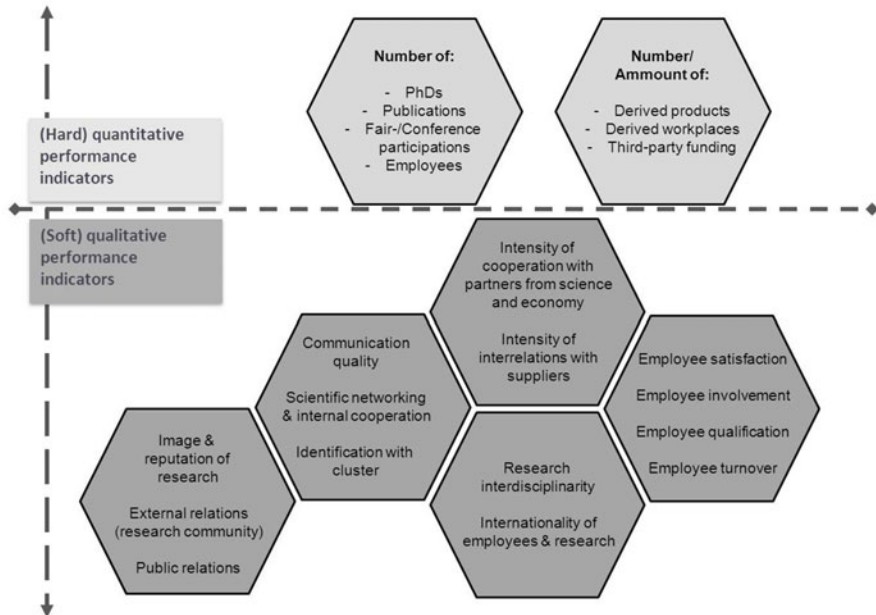 Number of:
- PhDs
- Publications
- Fair-/Conference
participations
- Employees
Number/
Ammount of:
- Derived products
- Derived workplaces
- Third-party funding
(Hard) quantitative
performance
indicators
(Soft) qualitative
performance
indicators
Intensity of
cooperation with
partners from science
and economy
Intensity of
interrelations with
suppliers
Communication
quality
Scientific networking
& internal cooperation
Identification with
cluster
Employee satisfaction
Employee involvement
Employee qualification
Employee turnover
Image &
reputation of
research
External relations
(research community)
Public relations
Research
interdisciplinarity
Internationality of
employees & research